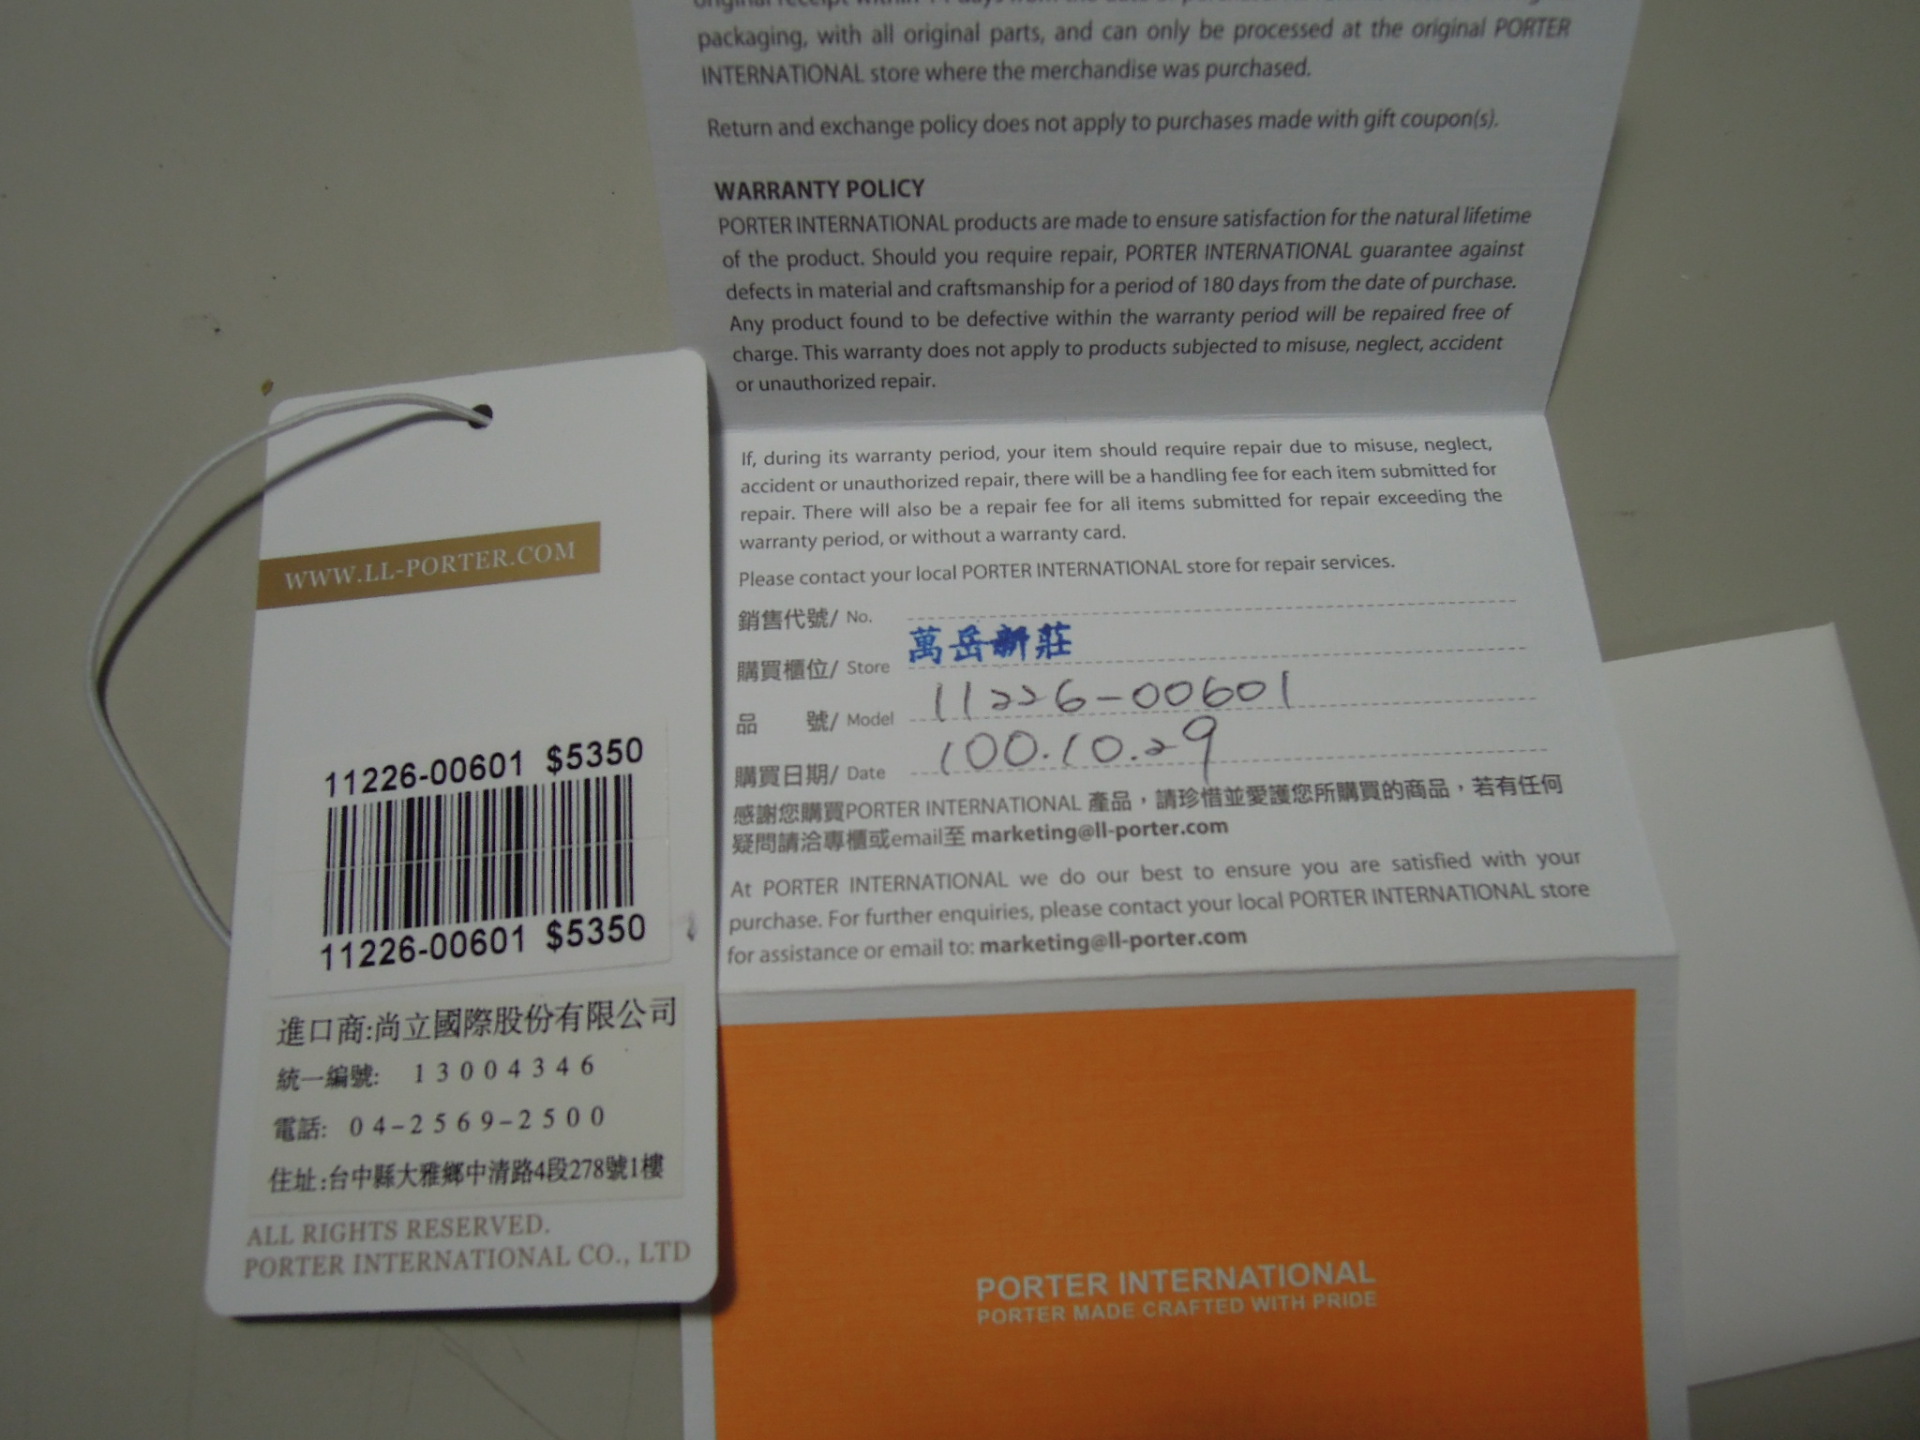 packaging, with all original parts, and can only be processed at the original PORTER
INTERNATIONAL store where the merchandise was purchased.
Return and exchange policy does not apply to purchases made with gift coupon(s).
WARRANTY POLICY
PORTER INTERNATIONAL products are made to ensure satisfaction for the natural lifetime
of the product. Should you require repair, PORTER INTERNATIONAL guarantee against
defects in material and craftsmanship for a period of 180 days from the date of purchase.
Any product found to be defective within the warranty period will be repaired free of
charge. This warranty does not apply to products subjected to misuse, neglect, accident
or unauthorized repair.
If, during its warranty period, your item should require repair due to misuse, neglect,
accident or unauthorized repair, there will be a handling fee for each item submitted for
repair. There will also be a repair fee for all items submitted for repair exceeding the
warranty period, or without a warranty card.
Please contact your local PORTER INTERNATIONAL store for repair services.
銷售代號/ No.
購買櫃位/ Store 萬岳新莊
品 號/ Model 11226-00601
購買日期/ Date 100.10.29
感謝您購買PORTER INTERNATIONAL 產品，請珍惜並愛護您所購買的商品，若有任何
疑問請洽專櫃或email至 marketing@ll-porter.com
At PORTER INTERNATIONAL we do our best to ensure you are satisfied with your
purchase. For further enquiries, please contact your local PORTER INTERNATIONAL store
for assistance or email to: marketing@ll-porter.com
PORTER INTERNATIONAL
PORTER MADE CRAFTED WITH PRIDE
WWW.LL-PORTER.COM
11226-00601 $5350
11226-00601 $5350
進口商:尚立國際股份有限公司
統一編號: 13004346
電話: 04-2569-2500
住址:台中縣大雅鄉中清路4段278號1樓
ALL RIGHTS RESERVED.
PORTER INTERNATIONAL CO., LTD